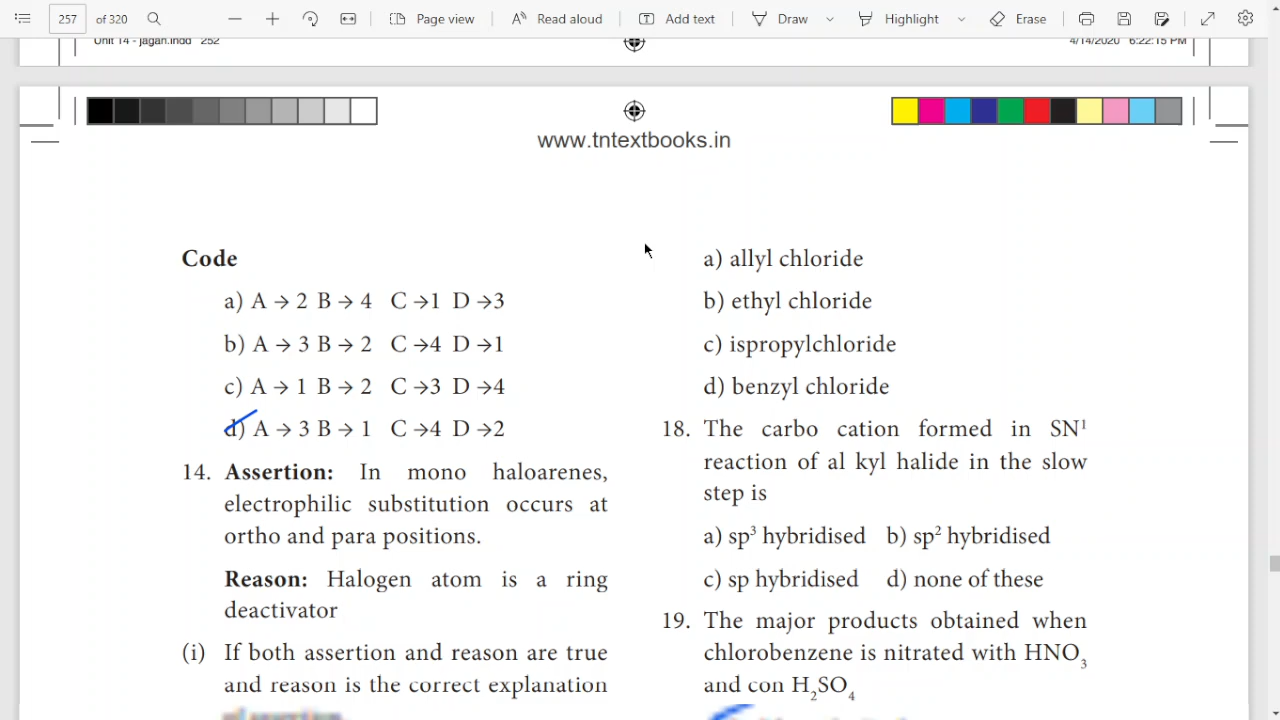 257 of 320 Page view Read aloud Add text Draw Highlight Erase
Unit 14 - jagan.indd 252 4/14/2020 6:22:15 PM
www.tntextbooks.in
Code
a) A → 2 B → 4 C →1 D →3
b) A → 3 B → 2 C →4 D →1
c) A → 1 B → 2 C →3 D →4
d) A → 3 B → 1 C →4 D →2
14. Assertion: In mono haloarenes,
electrophilic substitution occurs at
ortho and para positions.
Reason: Halogen atom is a ring
deactivator
(i) If both assertion and reason are true
and reason is the correct explanation
of assertion.
a) allyl chloride
b) ethyl chloride
c) ispropylchloride
d) benzyl chloride
18. The carbo cation formed in SN¹
reaction of al kyl halide in the slow
step is
a) sp³ hybridised b) sp² hybridised
c) sp hybridised d) none of these
19. The major products obtained when
chlorobenzene is nitrated with HNO₃
and con H₂SO₄